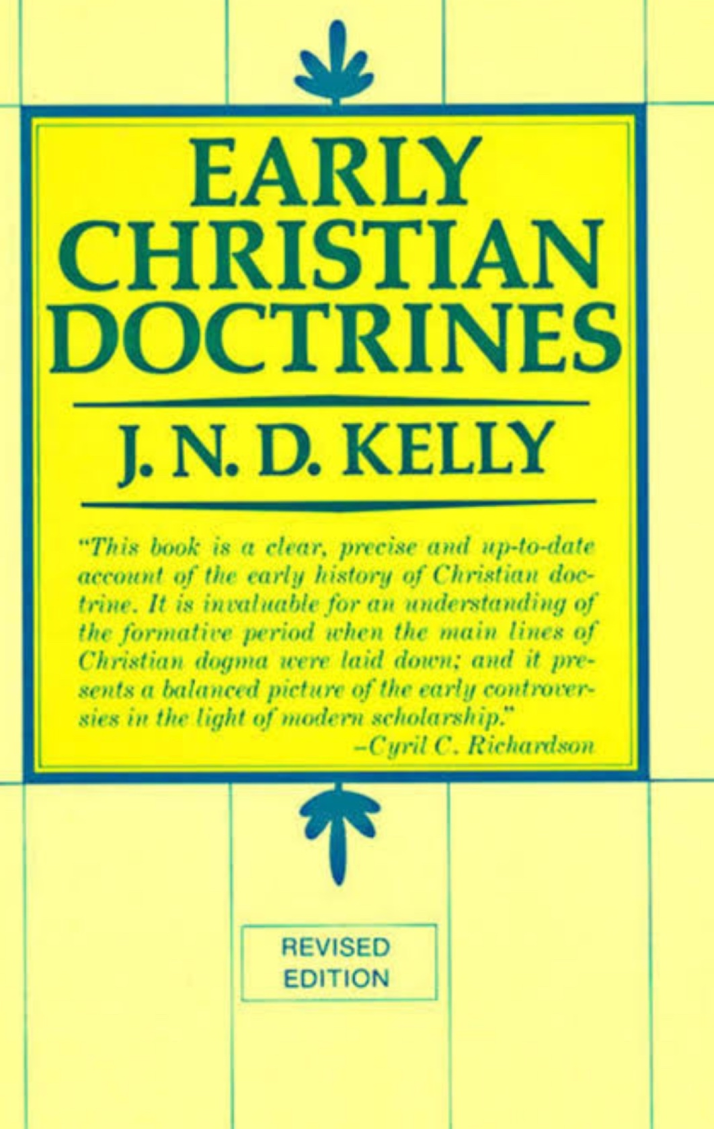 EARLY
CHRISTIAN
DOCTRINES
J. N. D. KELLY
“This book is a clear, precise and up-to-date
account of the early history of Christian doc-
trine. It is invaluable for an understanding of
the formative period when the main lines of
Christian dogma were laid down; and it pre-
sents a balanced picture of the early controver-
sies in the light of modern scholarship.”
–Cyril C. Richardson
REVISED
EDITION